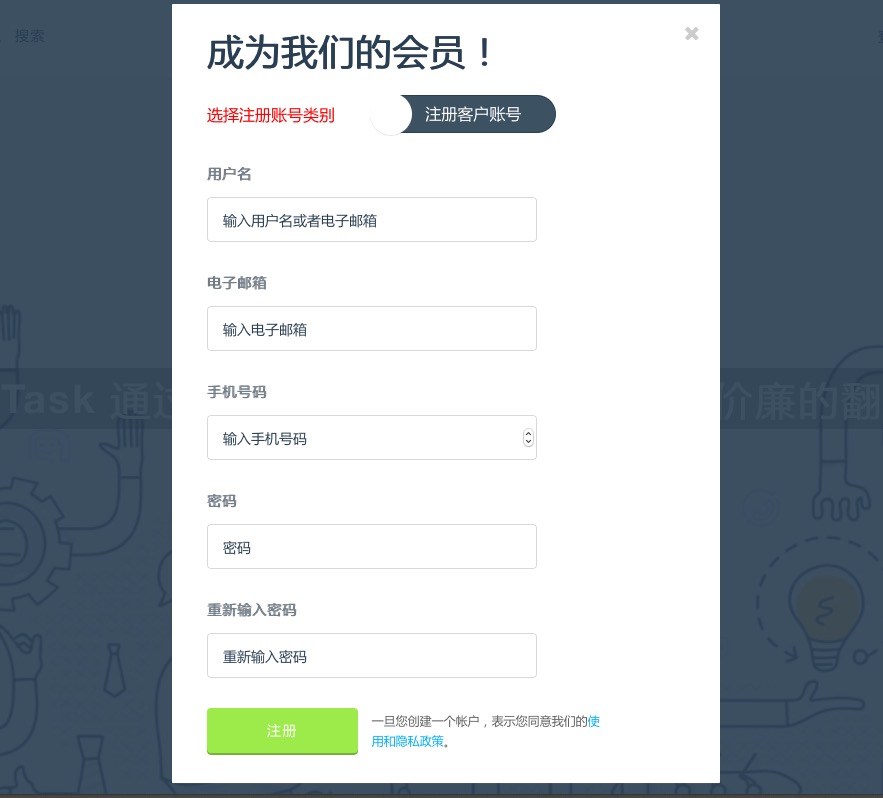 搜索
成为我们的会员！
选择注册账号类别
注册客户账号
用户名
输入用户名或者电子邮箱
电子邮箱
输入电子邮箱
Task 通过
价廉的翻
手机号码
输入手机号码
密码
密码
重新输入密码
重新输入密码
注册
一旦您创建一个帐户，表示您同意我们的使
用和隐私政策。